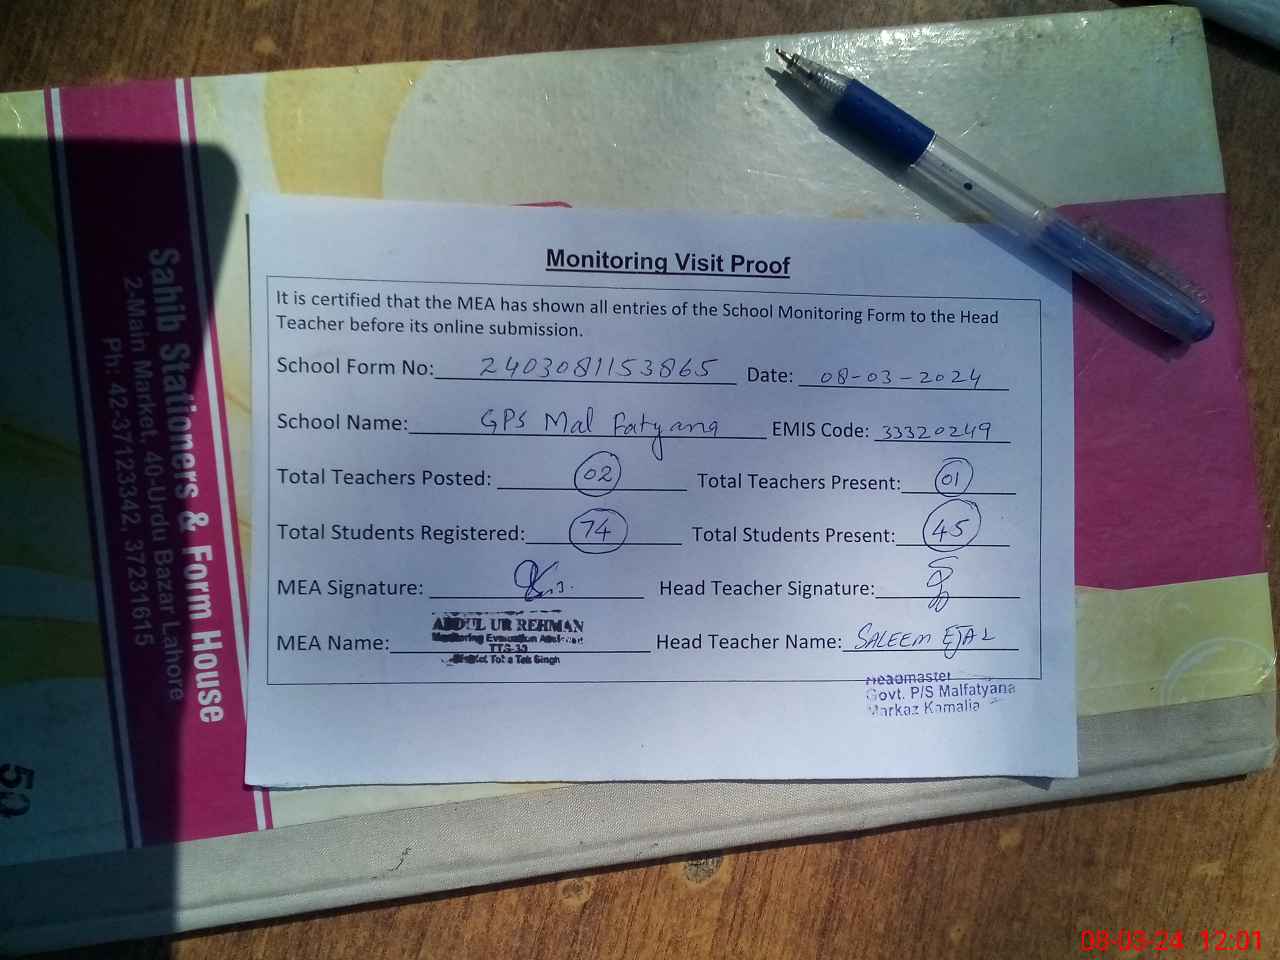 Monitoring Visit Proof
It is certified that the MEA has shown all entries of the School Monitoring Form to the Head
Teacher before its online submission.
School Form No: 2403081153865 Date: 08-03-2024
School Name: GPS Mal Fatyana EMIS Code: 33320249
Total Teachers Posted: 02 Total Teachers Present: 01
Total Students Registered: 74 Total Students Present: 45
MEA Signature: Head Teacher Signature:
MEA Name: Head Teacher Name: SALEEM EJAZ
ABDUL UR REHMAN
Monitoring Evaluation Assistant
District Toba Tek Singh
Headmaster
Govt. P/S Malfatyana
Markaz Kamalia
Sahib Stationers & Form House
2-Main Market, 40-Urdu Bazar Lahore
Ph: 42-37123342, 37231615
50
08-03-24 12:01